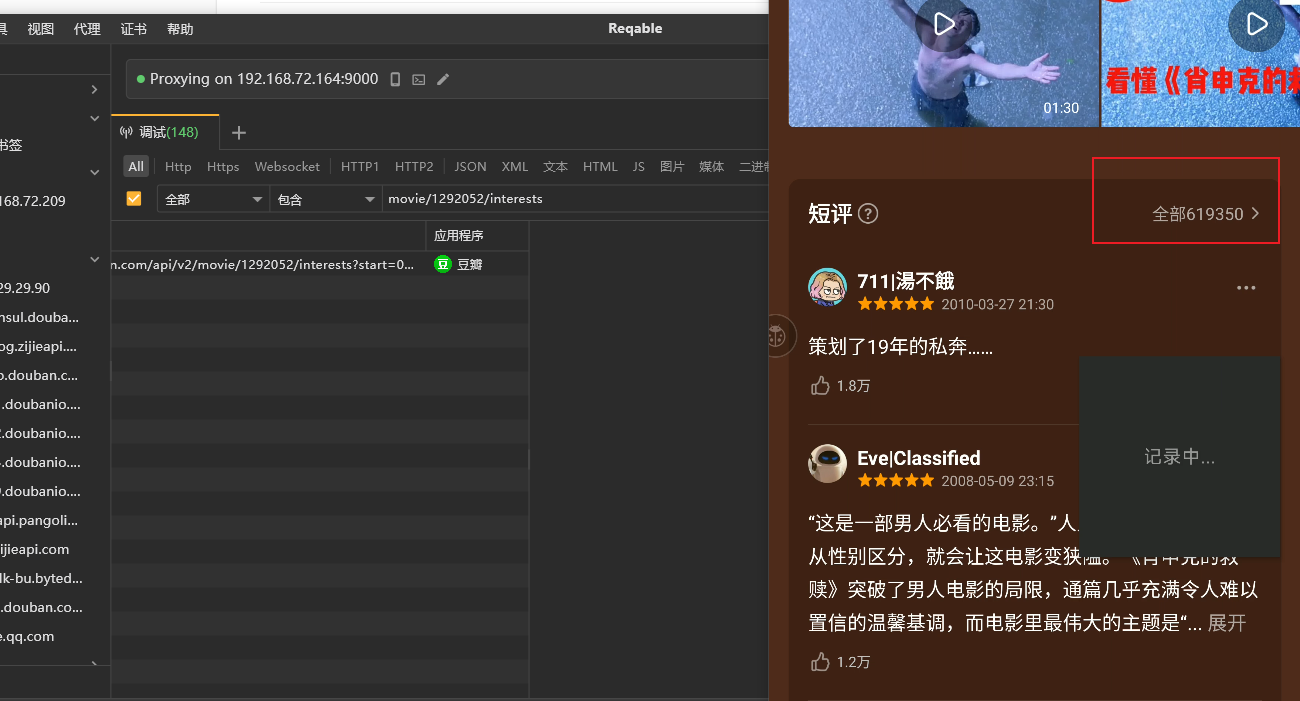 具 视图 代理 证书 帮助
Reqable
Proxying on 192.168.72.164:9000
调试(148)
All Http Https Websocket HTTP1 HTTP2 JSON XML 文本 HTML JS 图片 媒体 二进制
全部 包含 movie/1292052/interests
应用程序
n.com/api/v2/movie/1292052/interests?start=0... 豆瓣
书签
168.72.209
29.29.90
nsul.douba...
og.zijieapi....
o.douban.c...
.doubanio....
.doubanio....
.doubanio....
.doubanio....
api.pangoli...
ijieapi.com
lk-bu.byted...
.douban.co...
e.qq.com
01:30
看懂《肖申克的救
短评 ?
全部619350
711|湯不餓
2010-03-27 21:30
策划了19年的私奔……
1.8万
Eve|Classified
2008-05-09 23:15
记录中...
“这是一部男人必看的电影。”人
从性别区分，就会让这电影变狭隘。《肖申克的救
赎》突破了男人电影的局限，通篇几乎充满令人难以
置信的温馨基调，而电影里最伟大的主题是“... 展开
1.2万